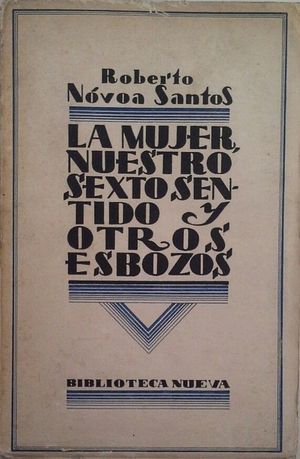 Roberto
Nóvoa Santos
LA MUJER,
NUESTRO
SEXTO SEN-
TIDO Y
OTROS
ESBOZOS
BIBLIOTECA NUEVA